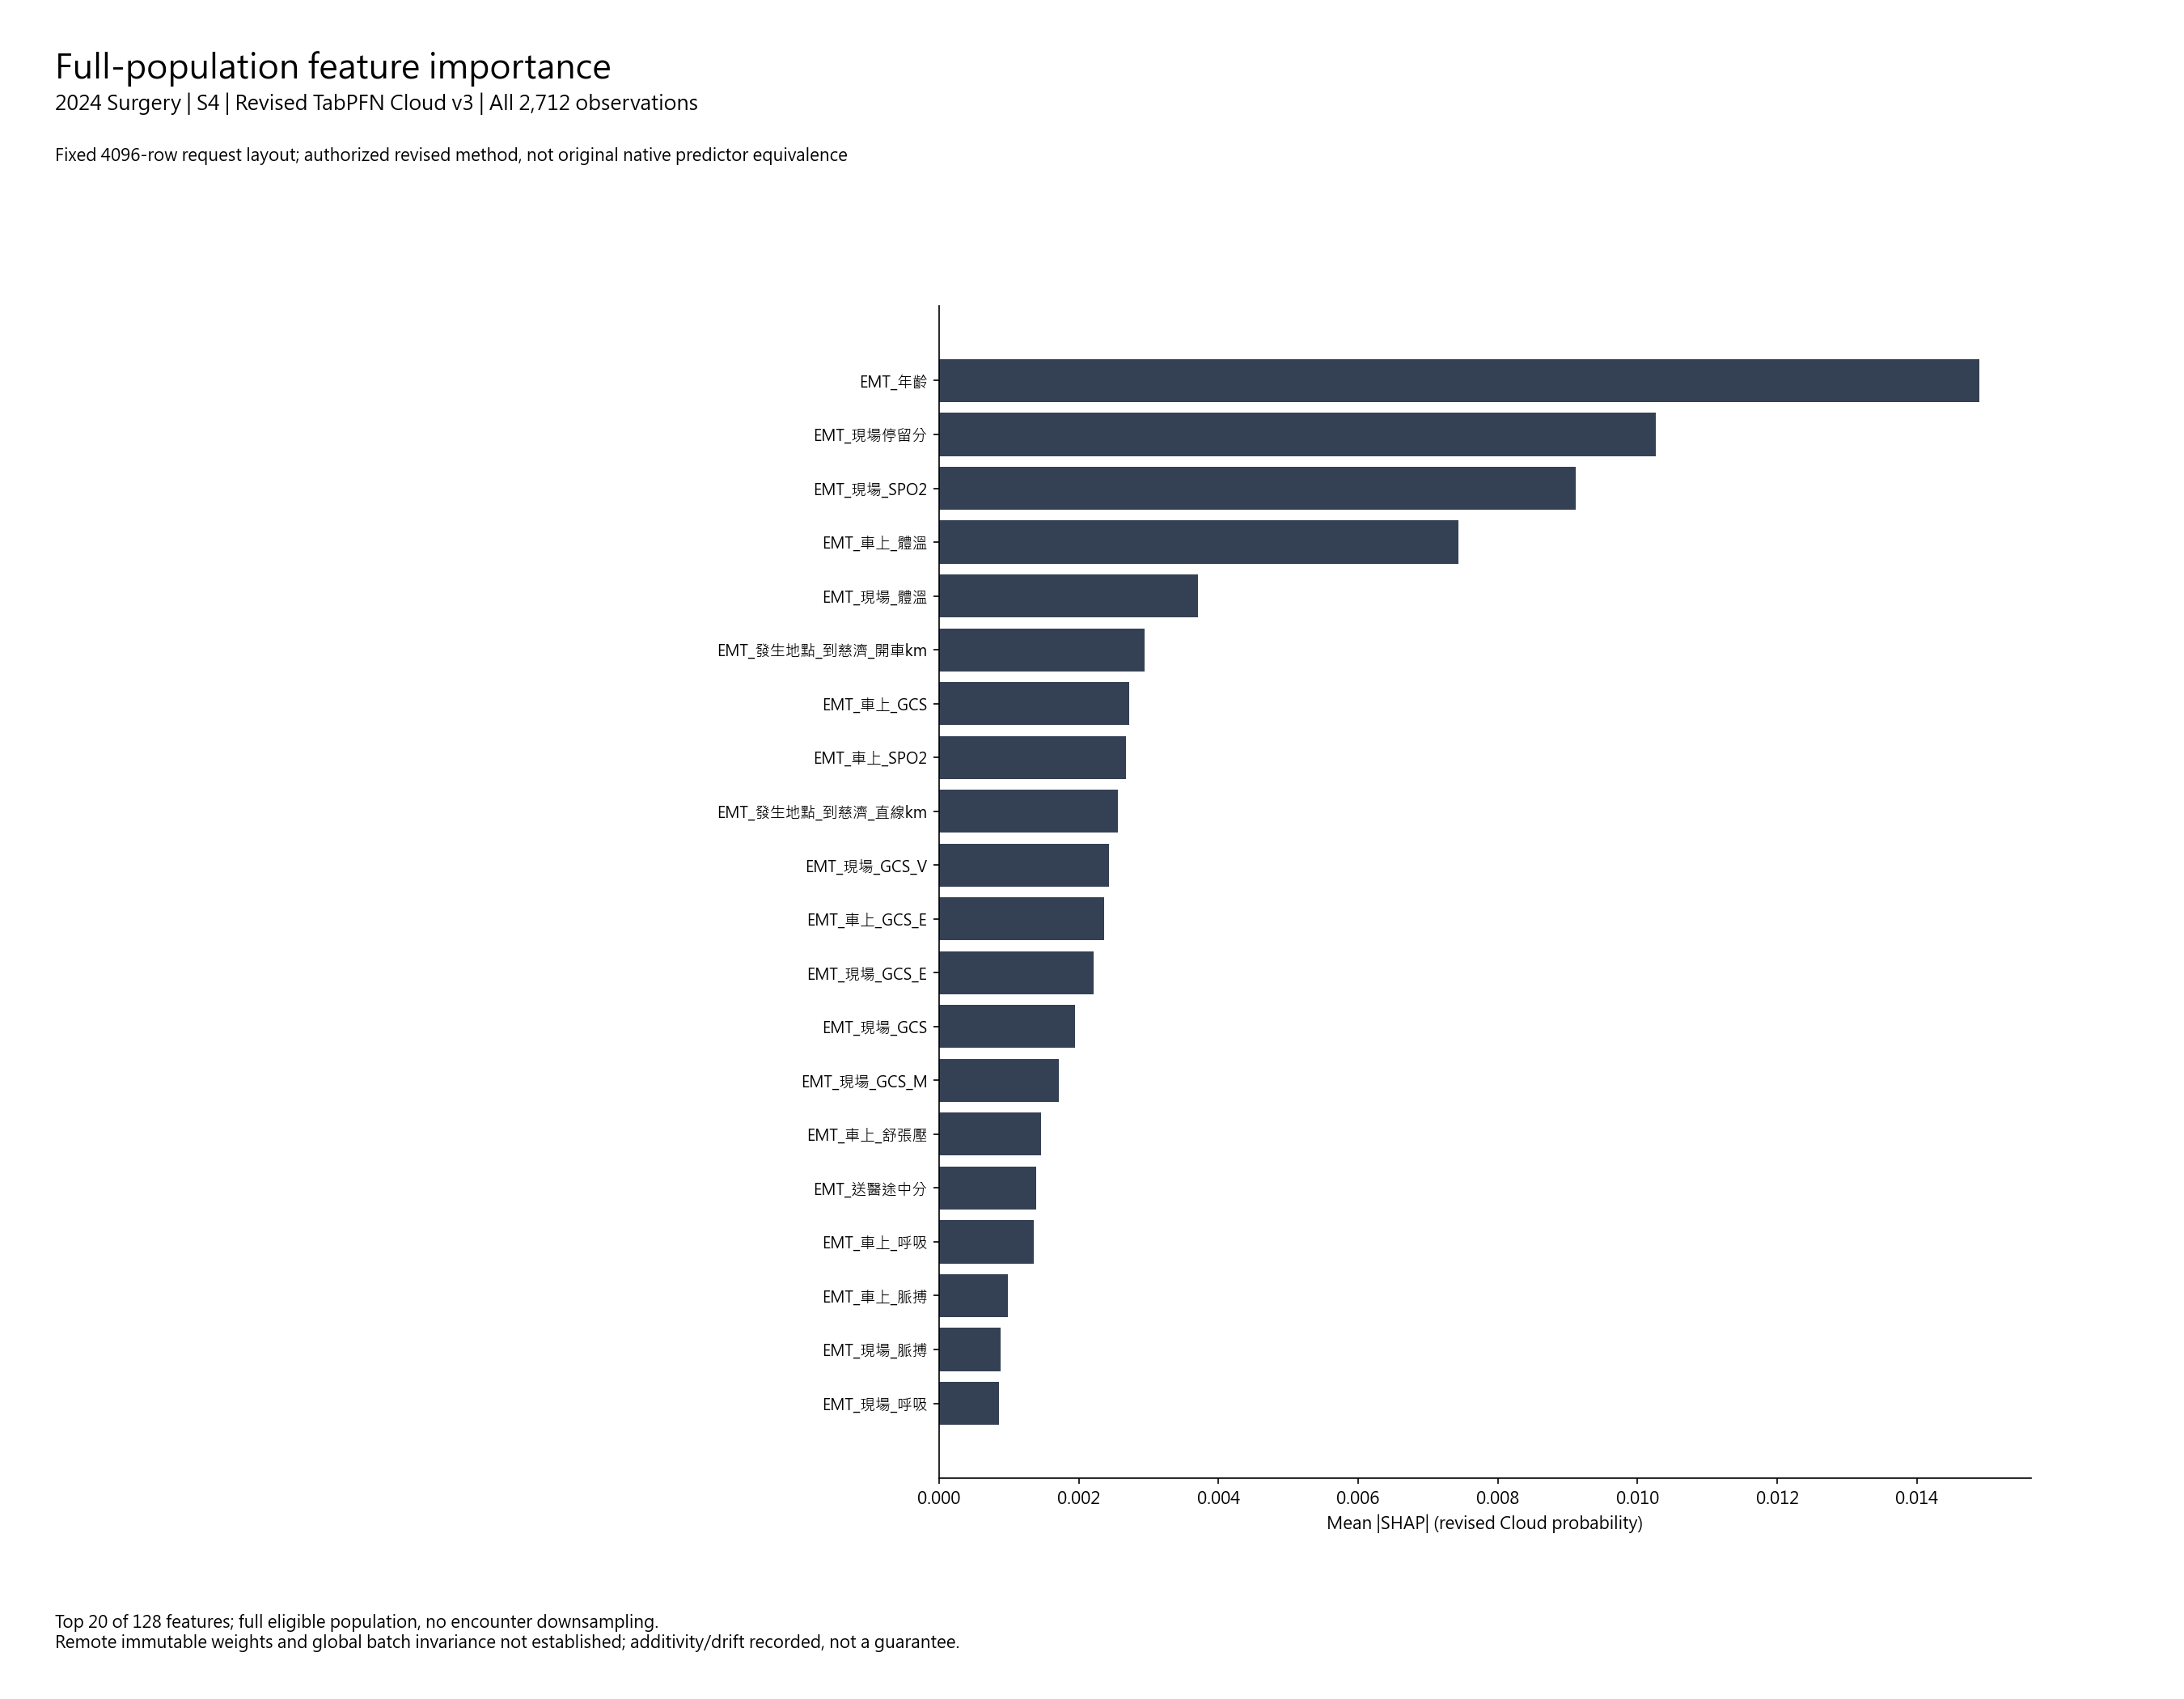 Full-population feature importance
2024 Surgery | S4 | Revised TabPFN Cloud v3 | All 2,712 observations
Fixed 4096-row request layout; authorized revised method, not original native predictor equivalence
EMT_年齡
EMT_現場停留分
EMT_現場_SPO2
EMT_車上_體溫
EMT_現場_體溫
EMT_發生地點_到慈濟_開車km
EMT_車上_GCS
EMT_車上_SPO2
EMT_發生地點_到慈濟_直線km
EMT_現場_GCS_V
EMT_車上_GCS_E
EMT_現場_GCS_E
EMT_現場_GCS
EMT_現場_GCS_M
EMT_車上_舒張壓
EMT_送醫途中分
EMT_車上_呼吸
EMT_車上_脈搏
EMT_現場_脈搏
EMT_現場_呼吸
0.000 0.002 0.004 0.006 0.008 0.010 0.012 0.014
Mean |SHAP| (revised Cloud probability)
Top 20 of 128 features; full eligible population, no encounter downsampling.
Remote immutable weights and global batch invariance not established; additivity/drift recorded, not a guarantee.